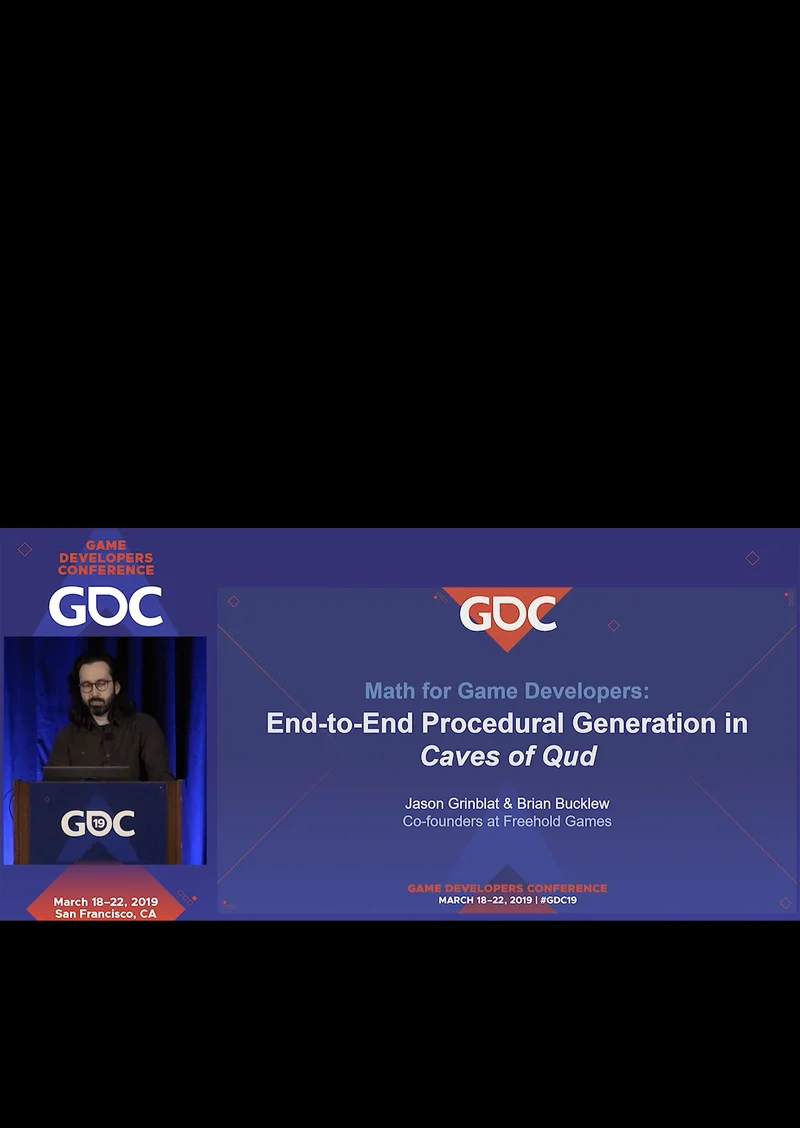 GAME
DEVELOPERS
CONFERENCE
GDC
GDC
19
March 18–22, 2019
San Francisco, CA
GDC
Math for Game Developers:
End-to-End Procedural Generation in
Caves of Qud
Jason Grinblat & Brian Bucklew
Co-founders at Freehold Games
GAME DEVELOPERS CONFERENCE
MARCH 18–22, 2019 | #GDC19